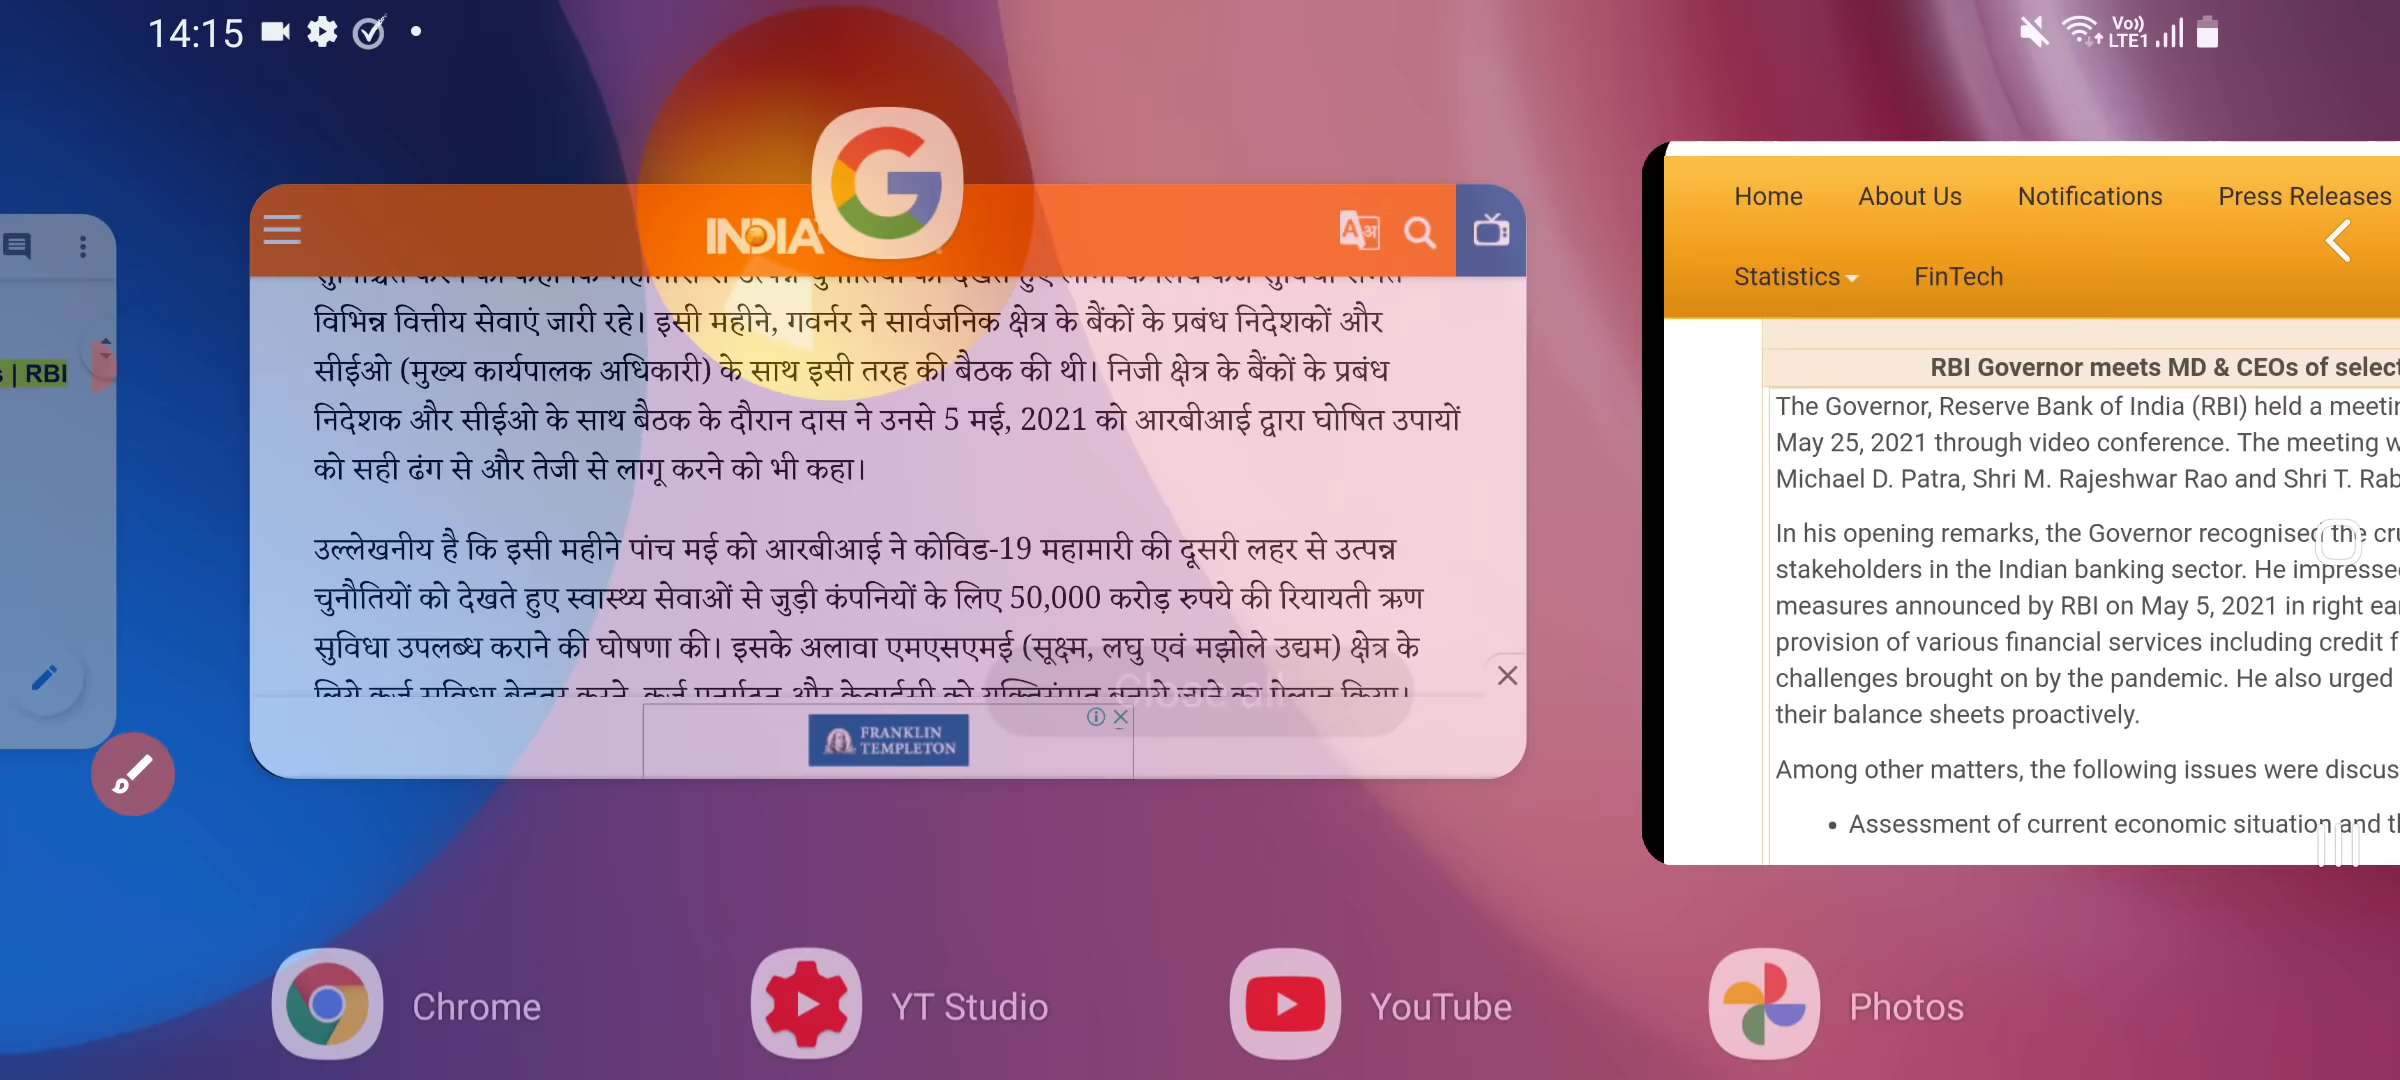 14:15
Vo))
LTE1
INDIA
विभिन्न वित्तीय सेवाएं जारी रहे। इसी महीने, गवर्नर ने सार्वजनिक क्षेत्र के बैंकों के प्रबंध निदेशकों और
सीईओ (मुख्य कार्यपालक अधिकारी) के साथ इसी तरह की बैठक की थी। निजी क्षेत्र के बैंकों के प्रबंध
निदेशक और सीईओ के साथ बैठक के दौरान दास ने उनसे 5 मई, 2021 को आरबीआई द्वारा घोषित उपायों
को सही ढंग से और तेजी से लागू करने को भी कहा।
उल्लेखनीय है कि इसी महीने पांच मई को आरबीआई ने कोविड-19 महामारी की दूसरी लहर से उत्पन्न
चुनौतियों को देखते हुए स्वास्थ्य सेवाओं से जुड़ी कंपनियों के लिए 50,000 करोड़ रुपये की रियायती ऋण
सुविधा उपलब्ध कराने की घोषणा की। इसके अलावा एमएसएमई (सूक्ष्म, लघु एवं मझोले उद्यम) क्षेत्र के
Close all
FRANKLIN
TEMPLETON
| RBI
Home About Us Notifications Press Releases
Statistics FinTech
RBI Governor meets MD & CEOs of select
The Governor, Reserve Bank of India (RBI) held a
May 25, 2021 through video conference. The meeting
Michael D. Patra, Shri M. Rajeshwar Rao and Shri T.
In his opening remarks, the Governor recognised the
stakeholders in the Indian banking sector. He
measures announced by RBI on May 5, 2021 in right
provision of various financial services including credit
challenges brought on by the pandemic. He also urged
their balance sheets proactively.
Among other matters, the following issues were
• Assessment of current economic situation and
Chrome
YT Studio
YouTube
Photos